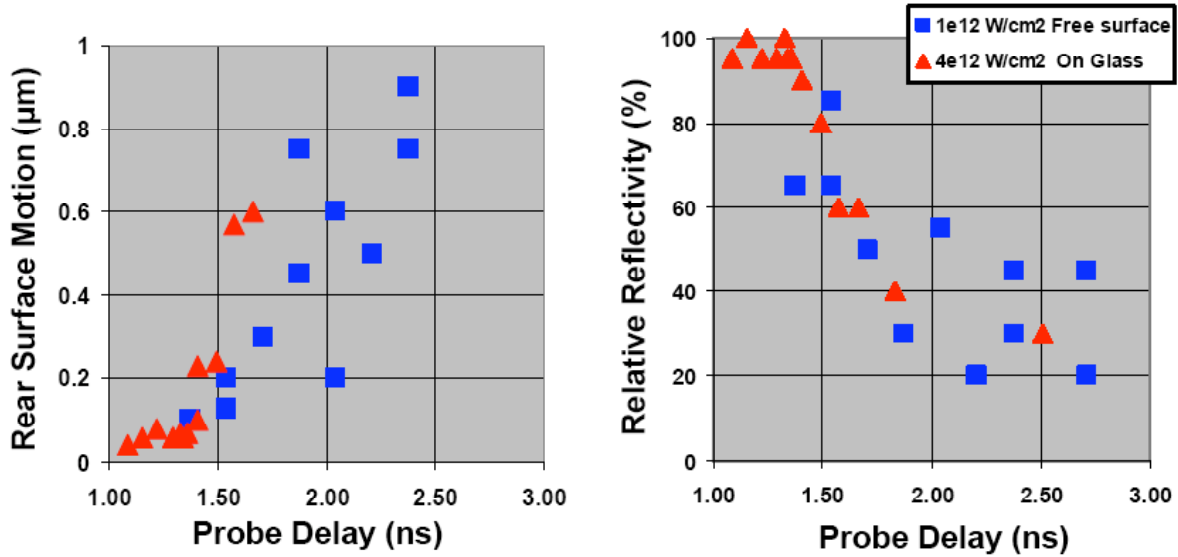 1e12 W/cm2 Free surface
4e12 W/cm2 On Glass
Rear Surface Motion (µm)
1
0.8
0.6
0.4
0.2
0
1.00 1.50 2.00 2.50 3.00
Probe Delay (ns)
Relative Reflectivity (%)
100
80
60
40
20
0
1.00 1.50 2.00 2.50 3.00
Probe Delay (ns)